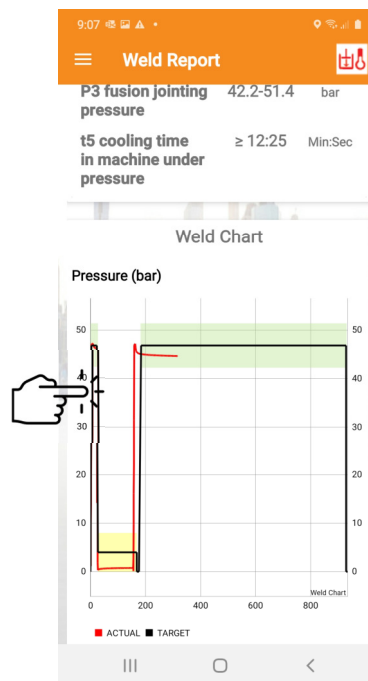 9:07
Weld Report
P3 fusion jointing 42.2-51.4 bar
pressure
t5 cooling time ≥ 12:25 Min:Sec
in machine under
pressure
Weld Chart
Pressure (bar)
50 50
40 40
30 30
20 20
10 10
0 0
Weld Chart
0 200 400 600 800
ACTUAL TARGET